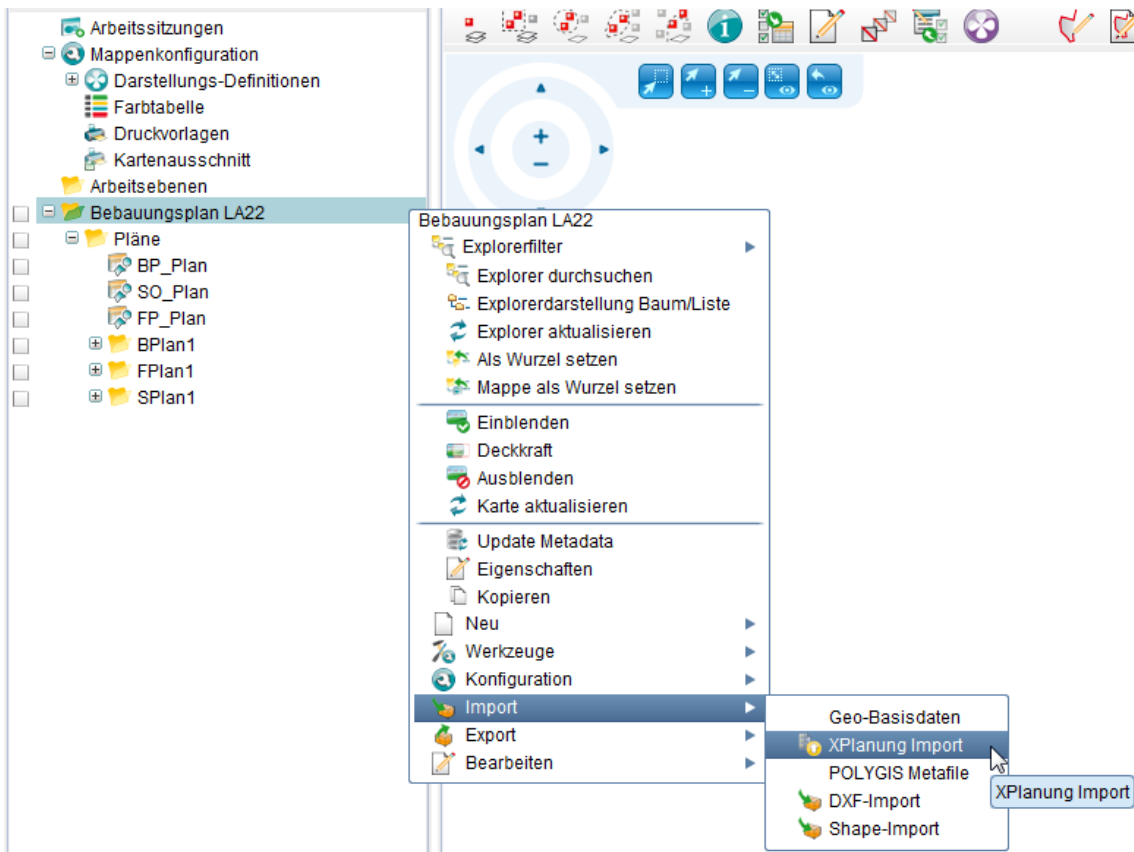 Arbeitssitzungen
Mappenkonfiguration
Darstellungs-Definitionen
Farbtabelle
Druckvorlagen
Kartenausschnitt
Arbeitsebenen
Bebauungsplan LA22
Pläne
BP_Plan
SO_Plan
FP_Plan
BPlan1
FPlan1
SPlan1
Bebauungsplan LA22
Explorerfilter
Explorer durchsuchen
Explorerdarstellung Baum/Liste
Explorer aktualisieren
Als Wurzel setzen
Mappe als Wurzel setzen
Einblenden
Deckkraft
Ausblenden
Karte aktualisieren
Update Metadata
Eigenschaften
Kopieren
Neu
Werkzeuge
Konfiguration
Import
Export
Bearbeiten
Geo-Basisdaten
XPlanung Import
POLYGIS Metafile
DXF-Import
Shape-Import
XPlanung Import